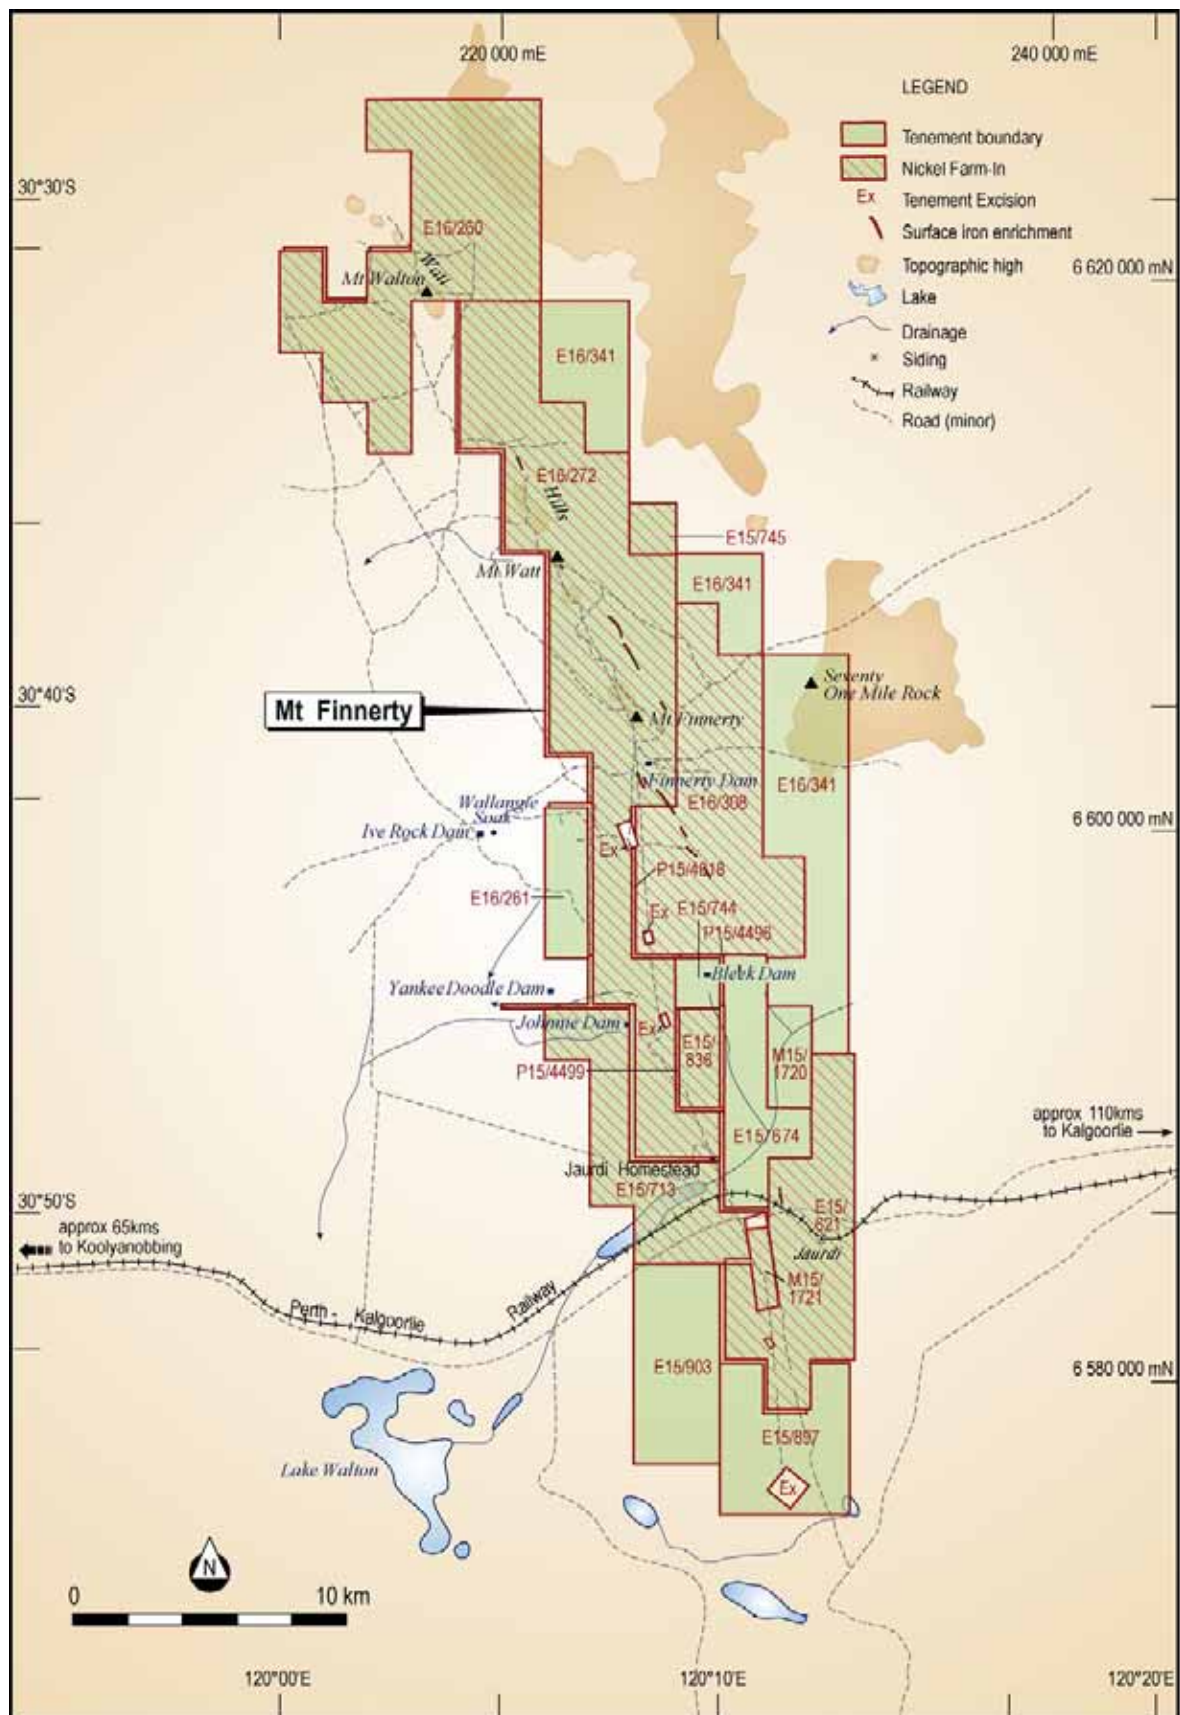 220 000 mE
240 000 mE
LEGEND
Tenement boundary
Nickel Farm-In
Ex Tenement Excision
Surface iron enrichment
Topographic high
Lake
Drainage
Siding
Railway
Road (minor)
30°30'S
6 620 000 mN
E16/260
Watt
Mt Walton
E16/341
E16/272
Hills
E15/745
Mt Watt
E16/341
30°40'S
Seventy
One Mile Rock
Mt Finnerty
Mt Finnerty
Finnerty Dam
E16/308
E16/341
Wallangie
Soak
Ive Rock Dam
6 600 000 mN
Ex
P15/4818
E16/261
Ex
E15/744
P15/4496
Bleek Dam
Yankee Doodle Dam
Johnnie Dam
Ex
E15/
836
M15/
1720
P15/4499
E15/674
approx 110kms
to Kalgoorlie
Jaurdi Homestead
E15/713
30°50'S
E15/
621
approx 65kms
to Koolyanobbing
Jaurdi
M15/
1721
Perth - Kalgoorlie Railway
E15/903
6 580 000 mN
E15/897
Lake Walton
Ex
N
0
10 km
120°00'E
120°10'E
120°20'E